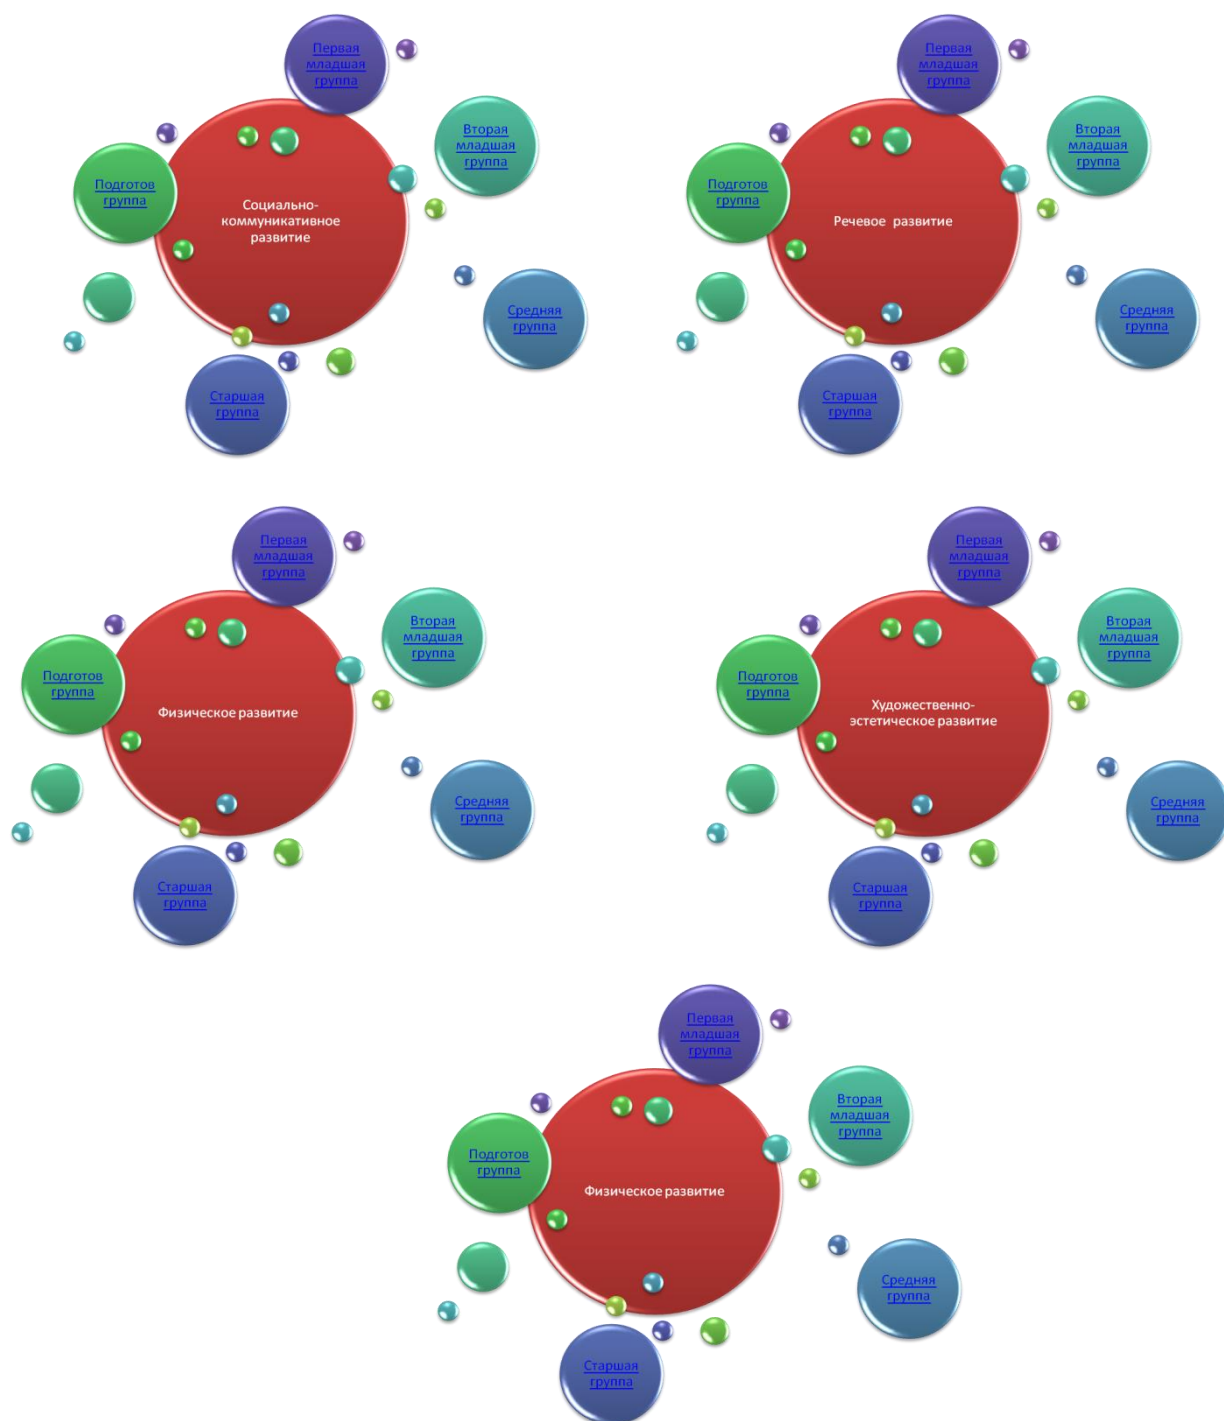 Первая
младшая
группа
Вторая
младшая
группа
Подготов
группа
Социально-
коммуникативное
развитие
Средняя
группа
Старшая
группа
Первая
младшая
группа
Вторая
младшая
группа
Подготов
группа
Речевое развитие
Средняя
группа
Старшая
группа
Первая
младшая
группа
Вторая
младшая
группа
Подготов
группа
Физическое развитие
Средняя
группа
Старшая
группа
Первая
младшая
группа
Вторая
младшая
группа
Подготов
группа
Художественно-
эстетическое развитие
Средняя
группа
Старшая
группа
Первая
младшая
группа
Вторая
младшая
группа
Подготов
группа
Физическое развитие
Средняя
группа
Старшая
группа